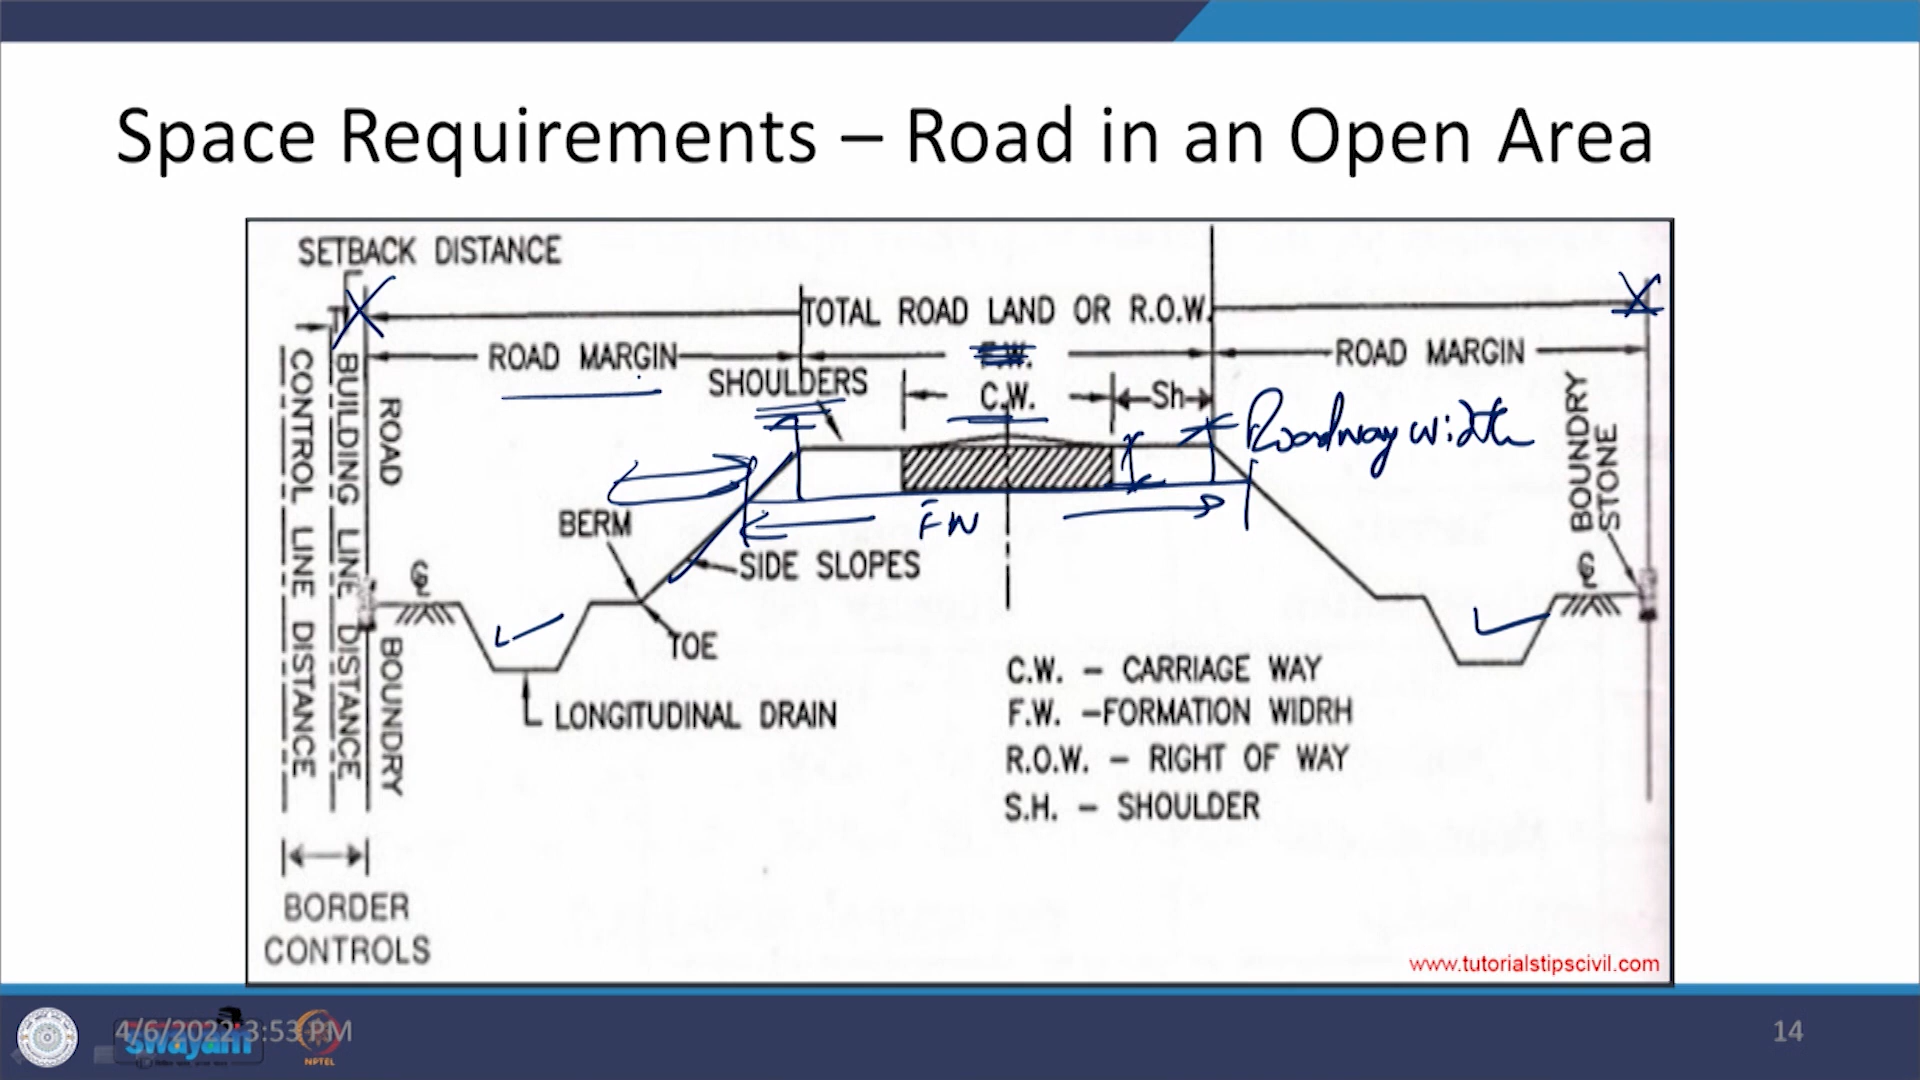 Space Requirements – Road in an Open Area
SETBACK DISTANCE
TOTAL ROAD LAND OR R.O.W.
ROAD MARGIN
F.W.
ROAD MARGIN
SHOULDERS
C.W.
Sh
Roadway width
CONTROL LINE DISTANCE
BUILDING LINE DISTANCE
ROAD
BOUNDRY
BOUNDRY
STONE
BERM
FW
SIDE SLOPES
TOE
LONGITUDINAL DRAIN
C.W. – CARRIAGE WAY
F.W. –FORMATION WIDRH
R.O.W. – RIGHT OF WAY
S.H. – SHOULDER
BORDER
CONTROLS
www.tutorialstipscivil.com
4/6/2022 3:53 PM
swayam
NPTEL
14